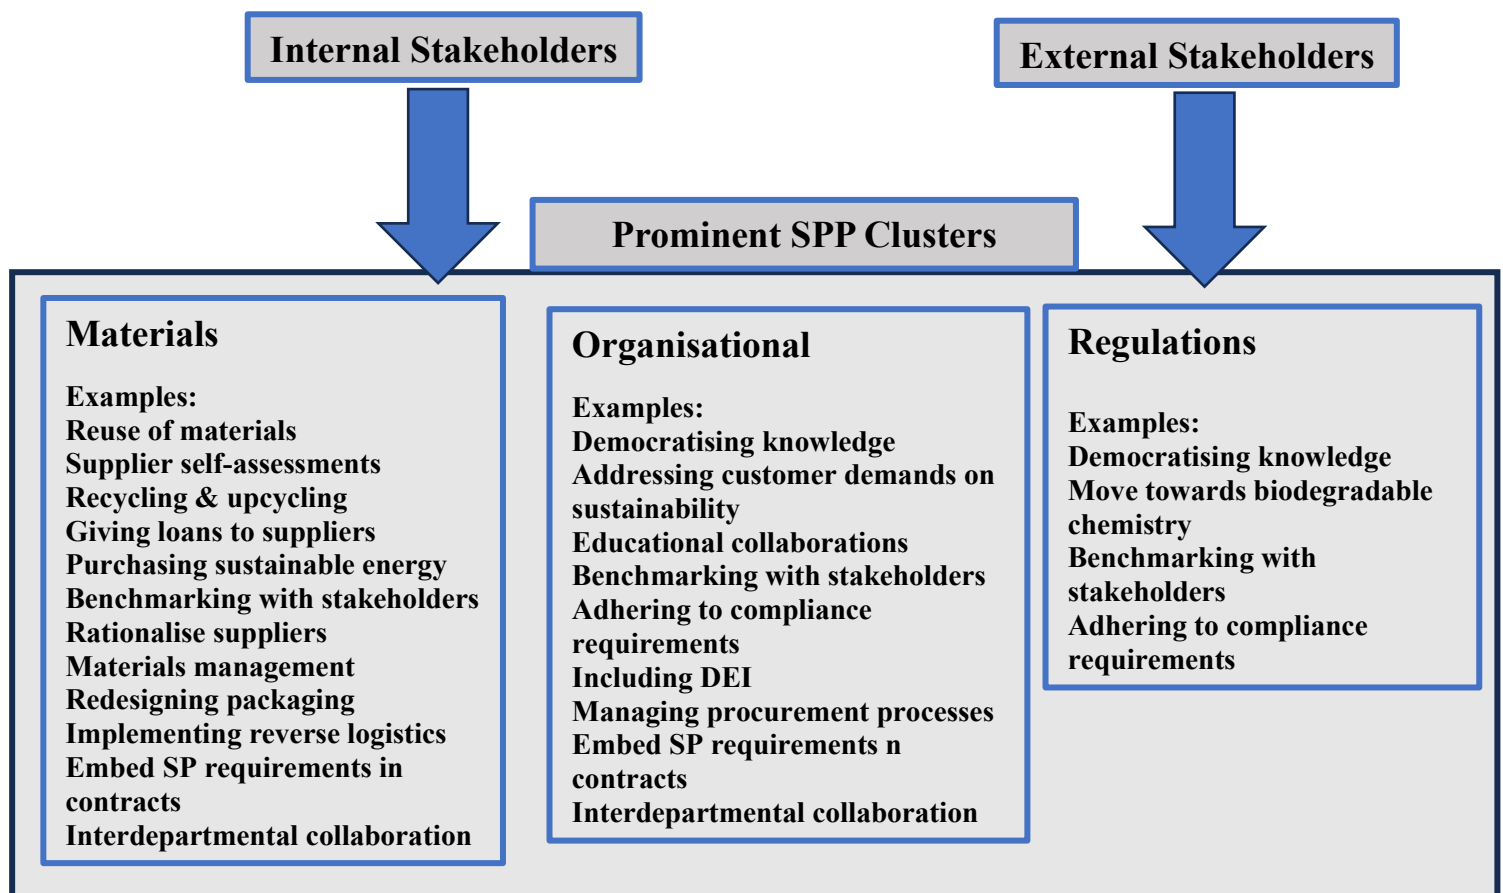 Internal Stakeholders
External Stakeholders
Prominent SPP Clusters
Materials
Examples:
Reuse of materials
Supplier self-assessments
Recycling & upcycling
Giving loans to suppliers
Purchasing sustainable energy
Benchmarking with stakeholders
Rationalise suppliers
Materials management
Redesigning packaging
Implementing reverse logistics
Embed SP requirements in
contracts
Interdepartmental collaboration
Organisational
Examples:
Democratising knowledge
Addressing customer demands on
sustainability
Educational collaborations
Benchmarking with stakeholders
Adhering to compliance
requirements
Including DEI
Managing procurement processes
Embed SP requirements n
contracts
Interdepartmental collaboration
Regulations
Examples:
Democratising knowledge
Move towards biodegradable
chemistry
Benchmarking with
stakeholders
Adhering to compliance
requirements